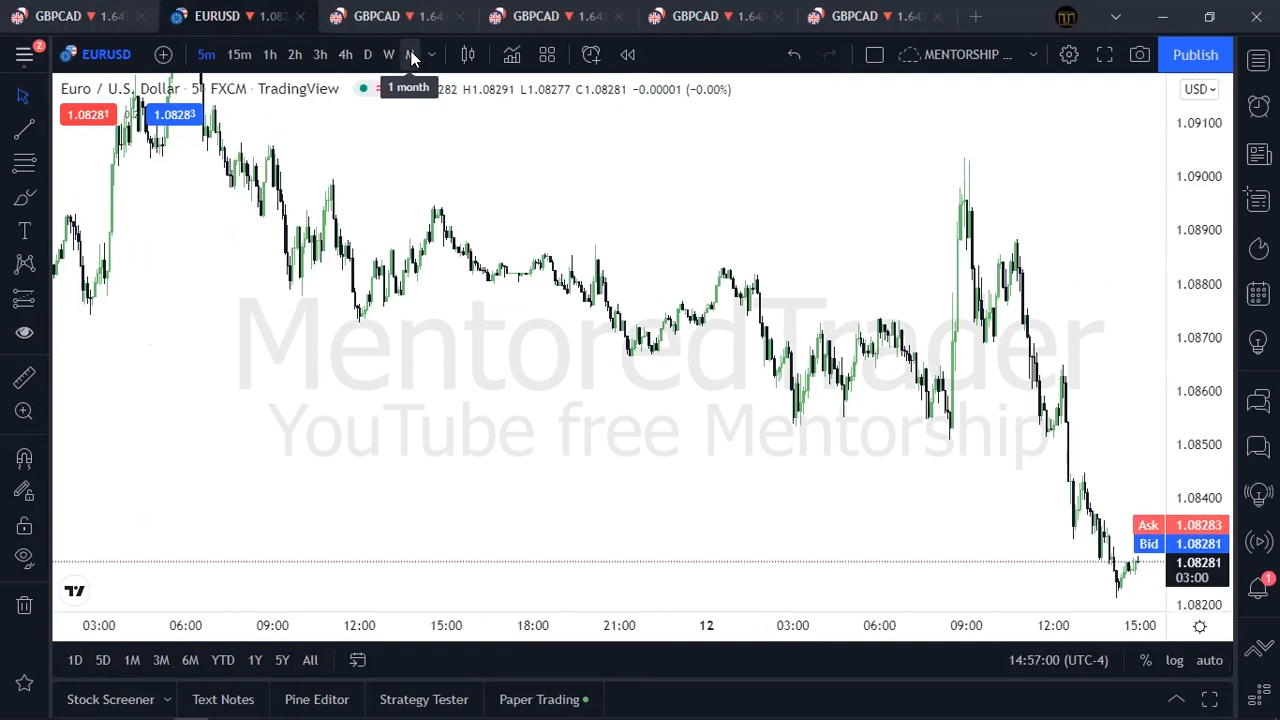 GBPCAD ▼ 1.64
EURUSD ▼ 1.08
GBPCAD ▼ 1.64
GBPCAD ▼ 1.64
GBPCAD ▼ 1.64
GBPCAD ▼ 1.64
2
EURUSD
5m 15m 1h 2h 3h 4h D W M
MENTORSHIP ...
Publish
1 month
Euro / U.S. Dollar · 5 FXCM · TradingView
282 H1.08291 L1.08277 C1.08281 −0.00001 (−0.00%)
USD
1.08281
1.08283
1.09100
1.09000
1.08900
1.08800
1.08700
1.08600
1.08500
1.08400
Ask 1.08283
Bid 1.08281
1.08281
03:00
1.08200
MentoredTrader
YouTube free Mentorship
03:00 06:00 09:00 12:00 15:00 18:00 21:00 12 03:00 06:00 09:00 12:00 15:00
1
1D 5D 1M 3M 6M YTD 1Y 5Y All
14:57:00 (UTC-4) % log auto
Stock Screener Text Notes Pine Editor Strategy Tester Paper Trading